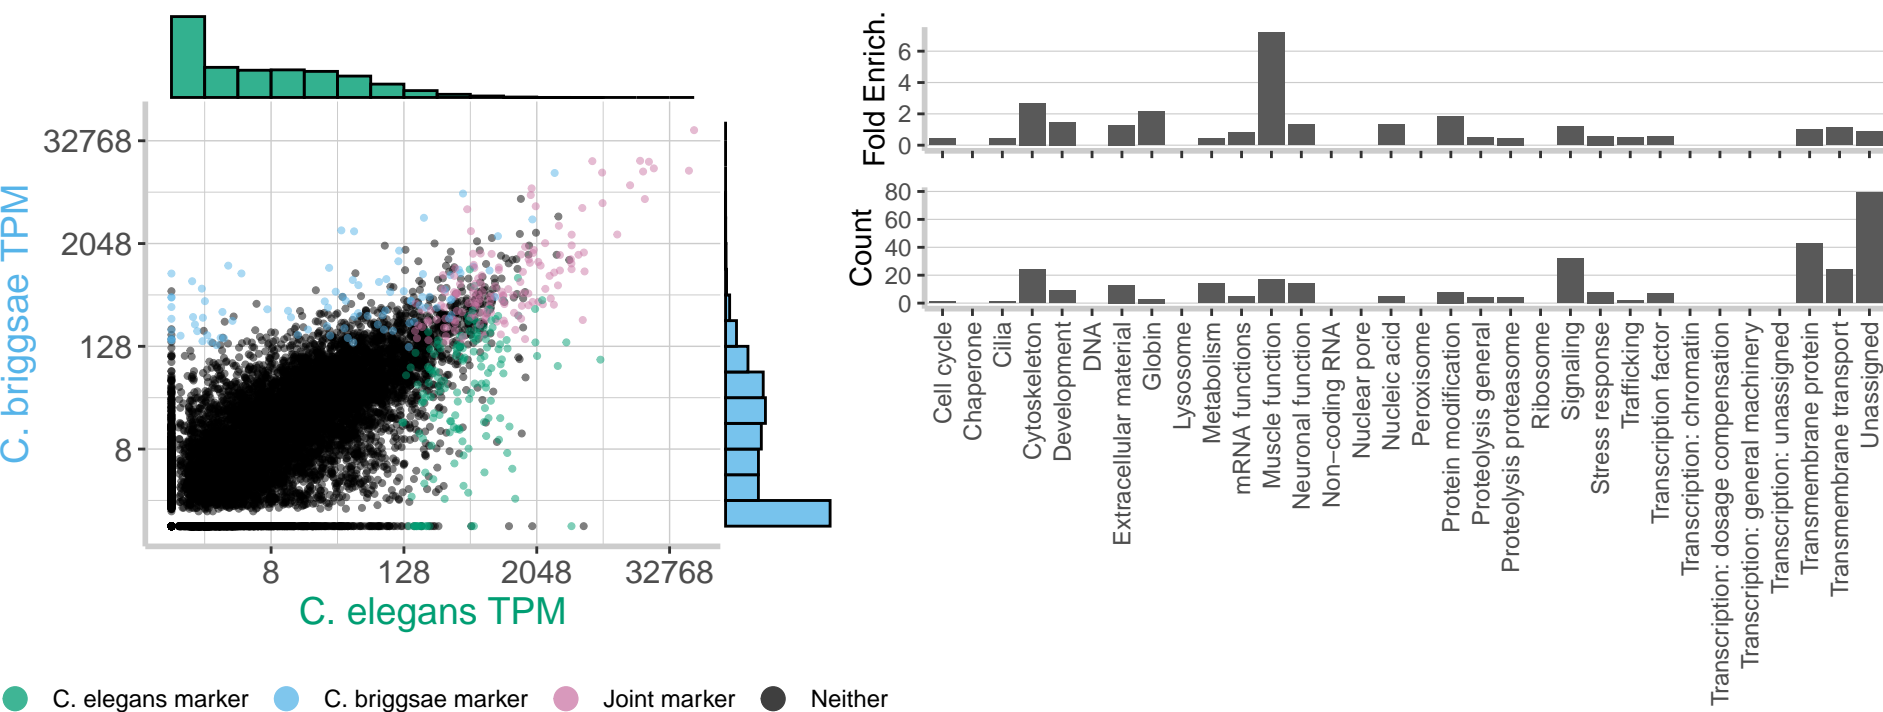 32768
2048
128
8
C. briggsae TPM
8
128
2048
32768
C. elegans TPM
C. elegans marker
C. briggsae marker
Joint marker
Neither
Fold Enrich.
6
4
2
0
Count
80
60
40
20
0
Cell cycle
Chaperone
Cilia
Cytoskeleton
Development
DNA
Extracellular material
Globin
Lysosome
Metabolism
mRNA functions
Muscle function
Neuronal function
Non−coding RNA
Nuclear pore
Nucleic acid
Peroxisome
Protein modification
Proteolysis general
Proteolysis proteasome
Ribosome
Signaling
Stress response
Trafficking
Transcription factor
Transcription: chromatin
Transcription: dosage compensation
Transcription: general machinery
Transcription: unassigned
Transmembrane protein
Transmembrane transport
Unassigned